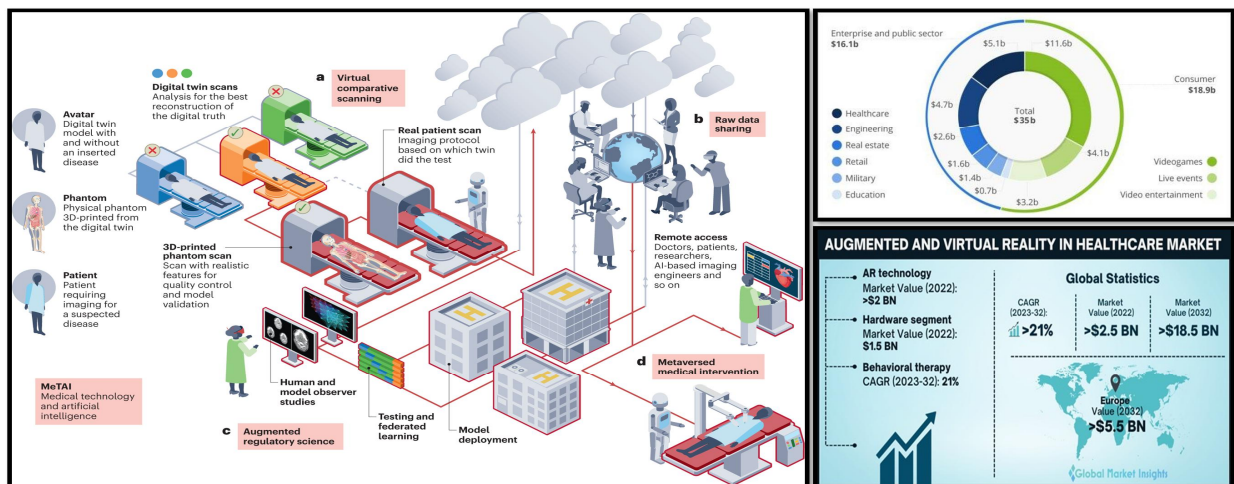 Avatar
Digital twin
model with and
without an
inserted
disease
Phantom
Physical phantom
3D-printed from
the digital twin
Patient
Patient
requiring
imaging for
a suspected
disease
MeTAI
Medical technology
and artificial
intelligence
Digital twin scans
Analysis for the best
reconstruction of
the digital truth
a
Virtual
comparative
scanning
Real patient scan
Imaging protocol
based on which twin
did the test
3D-printed
phantom scan
Scan with realistic
features for
quality control
and model
validation
b
Raw data
sharing
Remote access
Doctors, patients,
researchers,
AI-based imaging
engineers and
so on
H
H
H
Human and
model observer
studies
Testing and
federated
learning
Model
deployment
c
Augmented
regulatory science
d
Metaversed
medical intervention
Enterprise and public sector
$16.1b
$5.1b
$11.6b
Consumer
$18.9b
$4.7b
Total
$35b
$2.6b
$1.6b
$1.4b
$0.7b
$3.2b
$4.1b
Healthcare
Engineering
Real estate
Retail
Military
Education
Videogames
Live events
Video entertainment
AUGMENTED AND VIRTUAL REALITY IN HEALTHCARE MARKET
AR technology
Market Value (2022):
>$2 BN
Hardware segment
Market Value (2022):
$1.5 BN
Behavioral therapy
CAGR (2023-32): 21%
Global Statistics
CAGR
(2023-32)
>21%
Market
Value (2022)
>$2.5 BN
Market
Value (2032)
>$18.5 BN
Europe
Value (2032)
>$5.5 BN
Global Market Insights